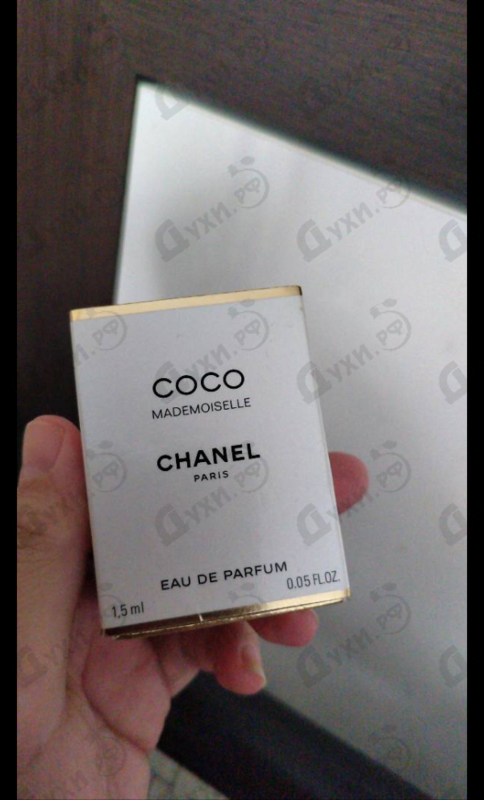 COCO
MADEMOISELLE
CHANEL
PARIS
EAU DE PARFUM
1,5 ml
0.05 FL.OZ.
Духи.рф